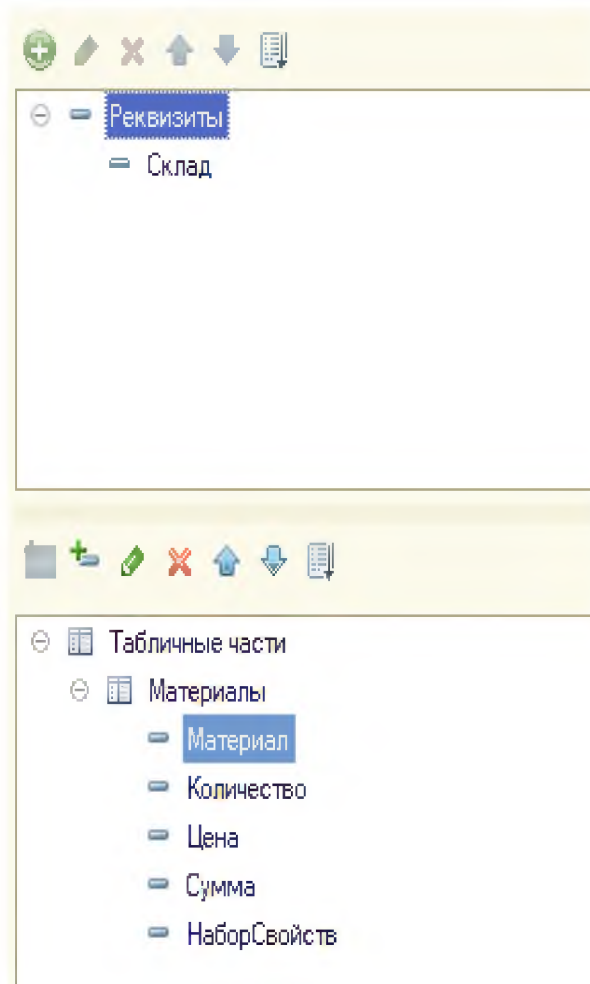 Реквизиты
Склад
Табличные части
Материалы
Материал
Количество
Цена
Сумма
НаборСвойств